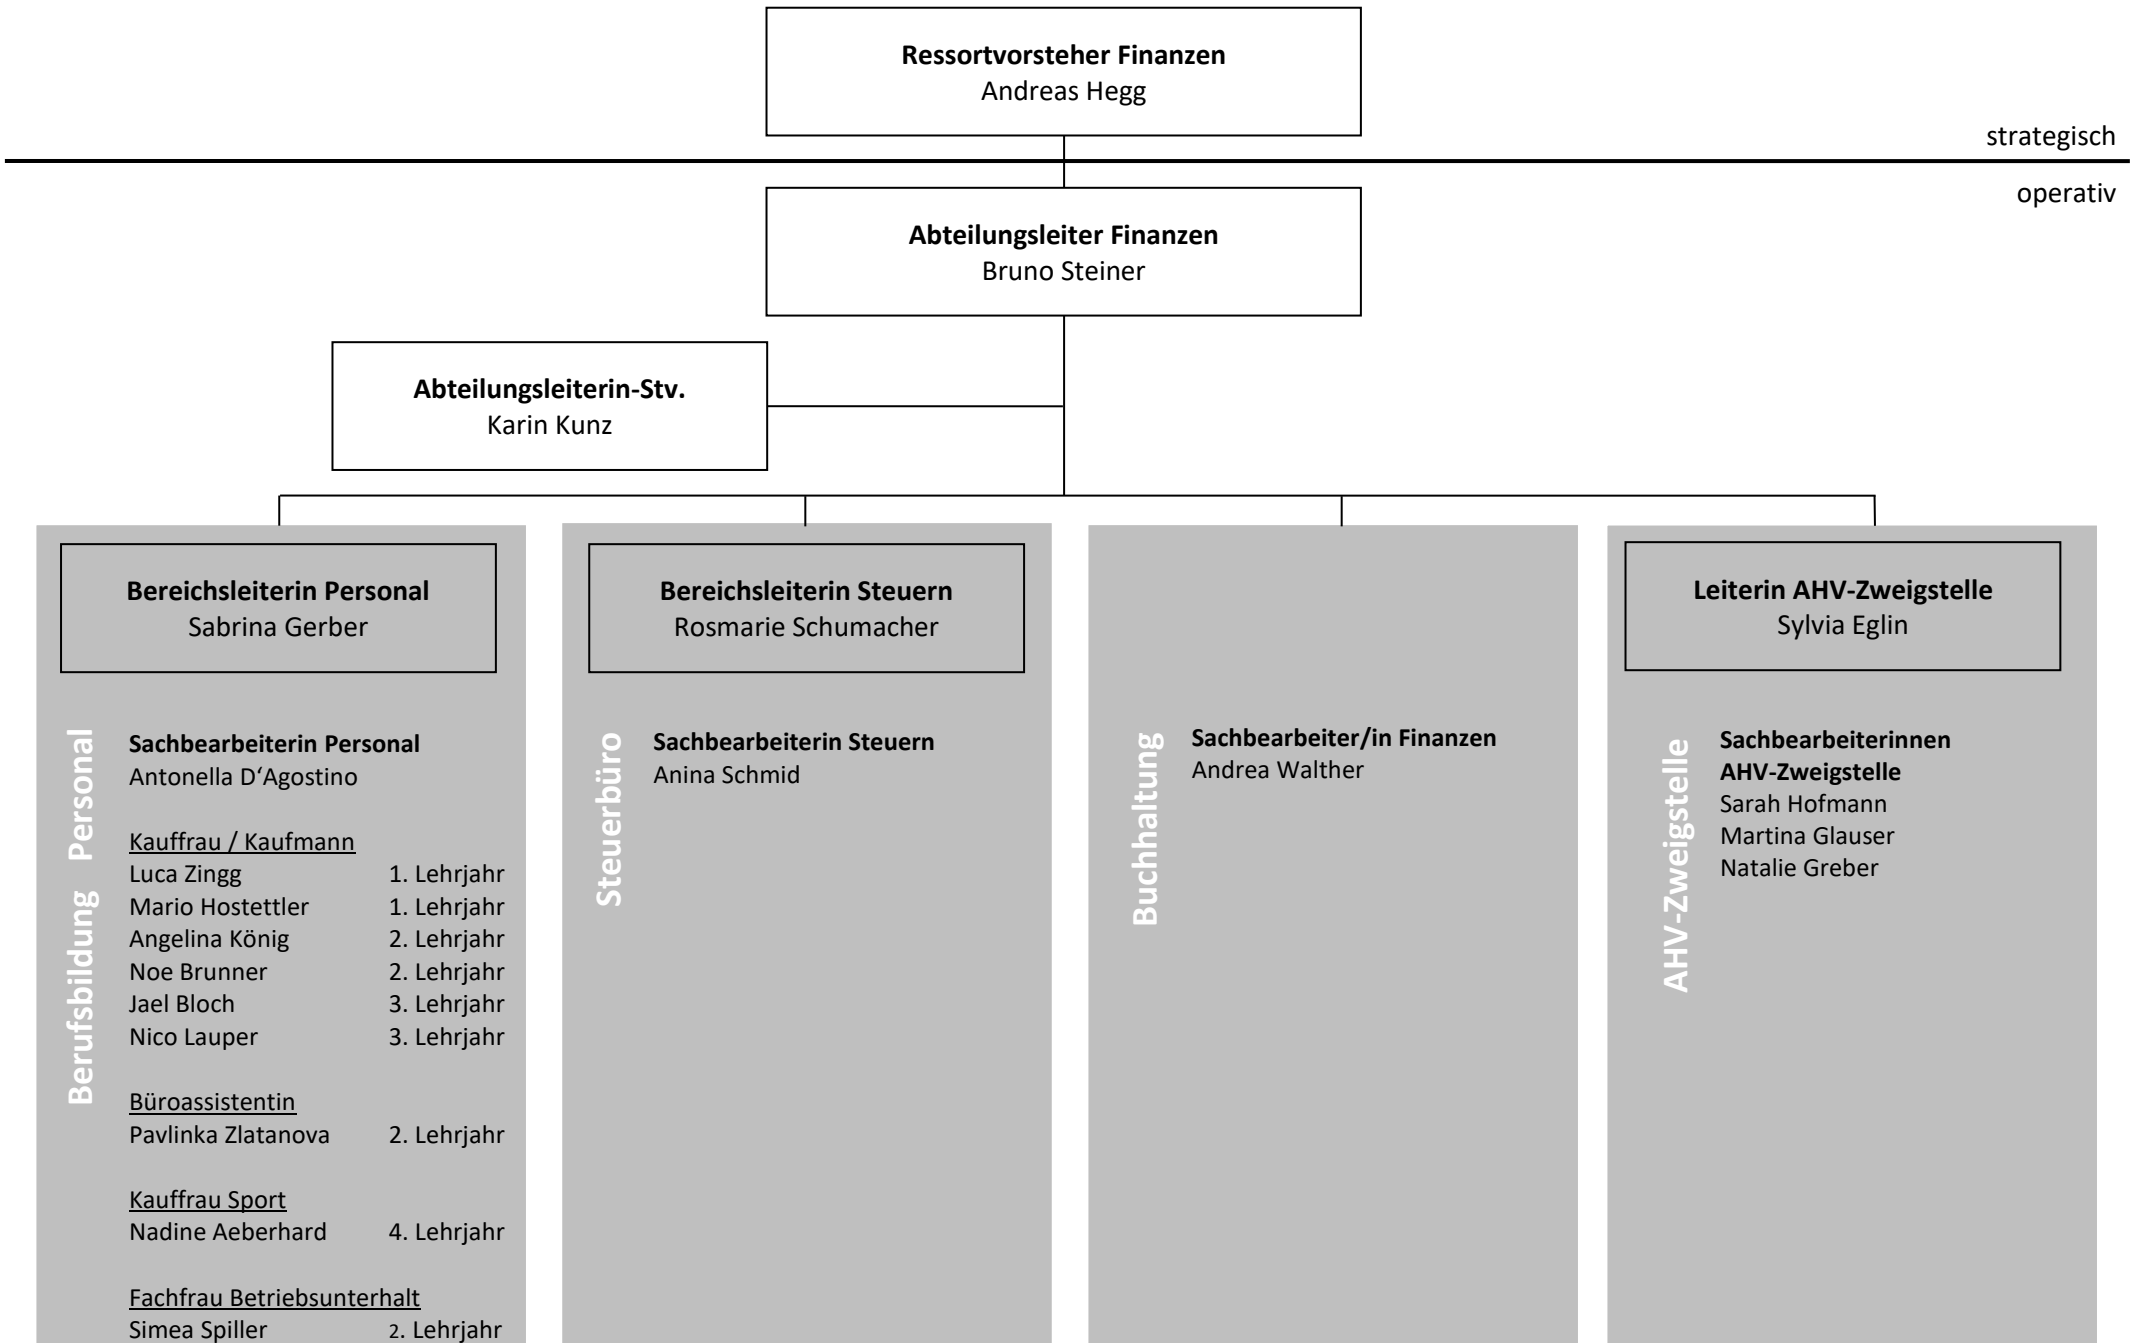 Ressortvorsteher Finanzen
Andreas Hegg
strategisch
operativ
Abteilungsleiter Finanzen
Bruno Steiner
Abteilungsleiterin-Stv.
Karin Kunz
Bereichsleiterin Personal
Sabrina Gerber
Berufsbildung Personal
Sachbearbeiterin Personal
Antonella D‘Agostino
Kauffrau / Kaufmann
Luca Zingg 1. Lehrjahr
Mario Hostettler 1. Lehrjahr
Angelina König 2. Lehrjahr
Noe Brunner 2. Lehrjahr
Jael Bloch 3. Lehrjahr
Nico Lauper 3. Lehrjahr
Büroassistentin
Pavlinka Zlatanova 2. Lehrjahr
Kauffrau Sport
Nadine Aeberhard 4. Lehrjahr
Fachfrau Betriebsunterhalt
Simea Spiller 2. Lehrjahr
Bereichsleiterin Steuern
Rosmarie Schumacher
Steuerbüro
Sachbearbeiterin Steuern
Anina Schmid
Buchhaltung
Sachbearbeiter/in Finanzen
Andrea Walther
Leiterin AHV-Zweigstelle
Sylvia Eglin
AHV-Zweigstelle
Sachbearbeiterinnen
AHV-Zweigstelle
Sarah Hofmann
Martina Glauser
Natalie Greber